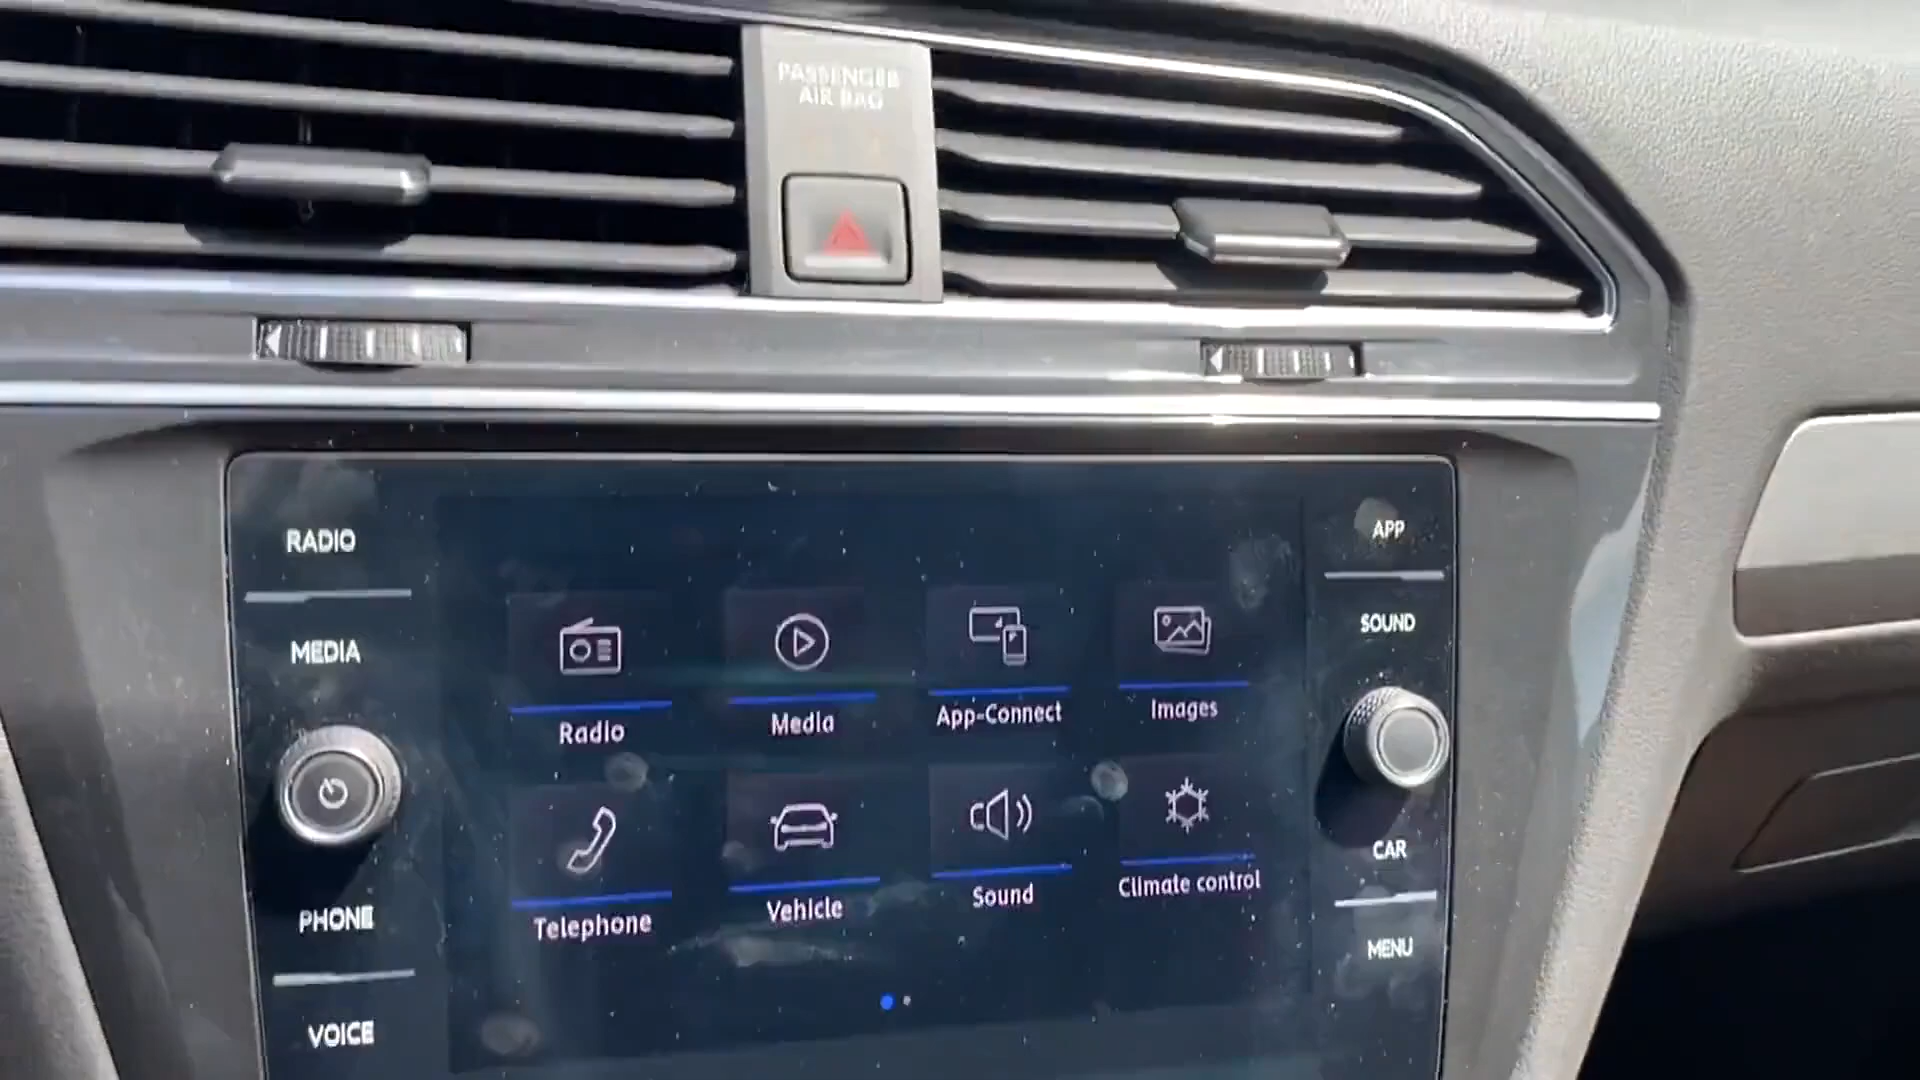 PASSENGER
AIR BAG
RADIO
MEDIA
PHONE
VOICE
Radio
Media
App-Connect
Images
Telephone
Vehicle
Sound
Climate control
APP
SOUND
CAR
MENU